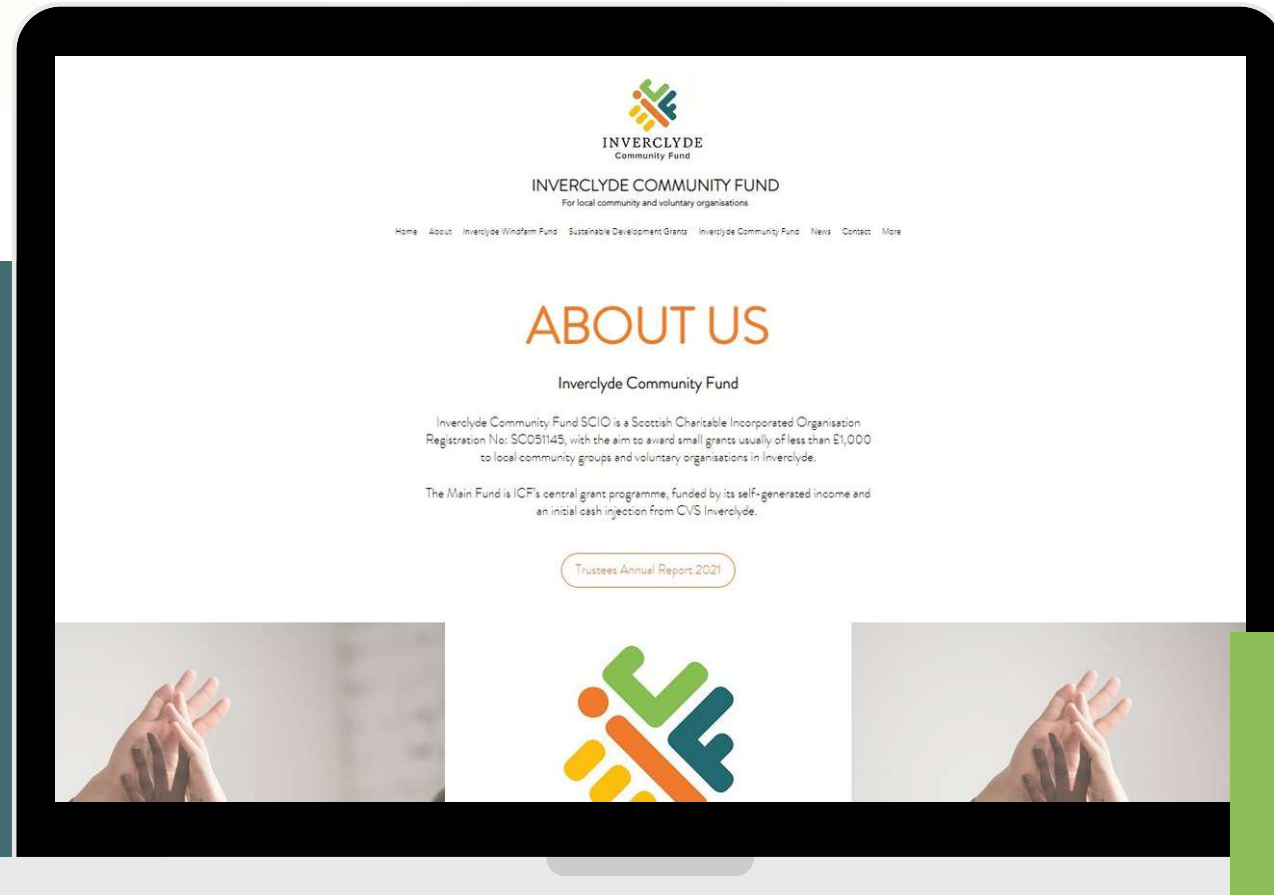 INVERCLYDE
Community Fund
INVERCLYDE COMMUNITY FUND
For local community and voluntary organisations
Home About Inverclyde Windfarm Fund Sustainable Development Grants Inverclyde Community Fund News Contact More
ABOUT US
Inverclyde Community Fund
Inverclyde Community Fund SCIO is a Scottish Charitable Incorporated Organisation
Registration No: SC051145, with the aim to award small grants usually of less than £1,000
to local community groups and voluntary organisations in Inverclyde.
The Main Fund is ICF's central grant programme, funded by its self-generated income and
an initial cash injection from CVS Inverclyde.
Trustees Annual Report 2021